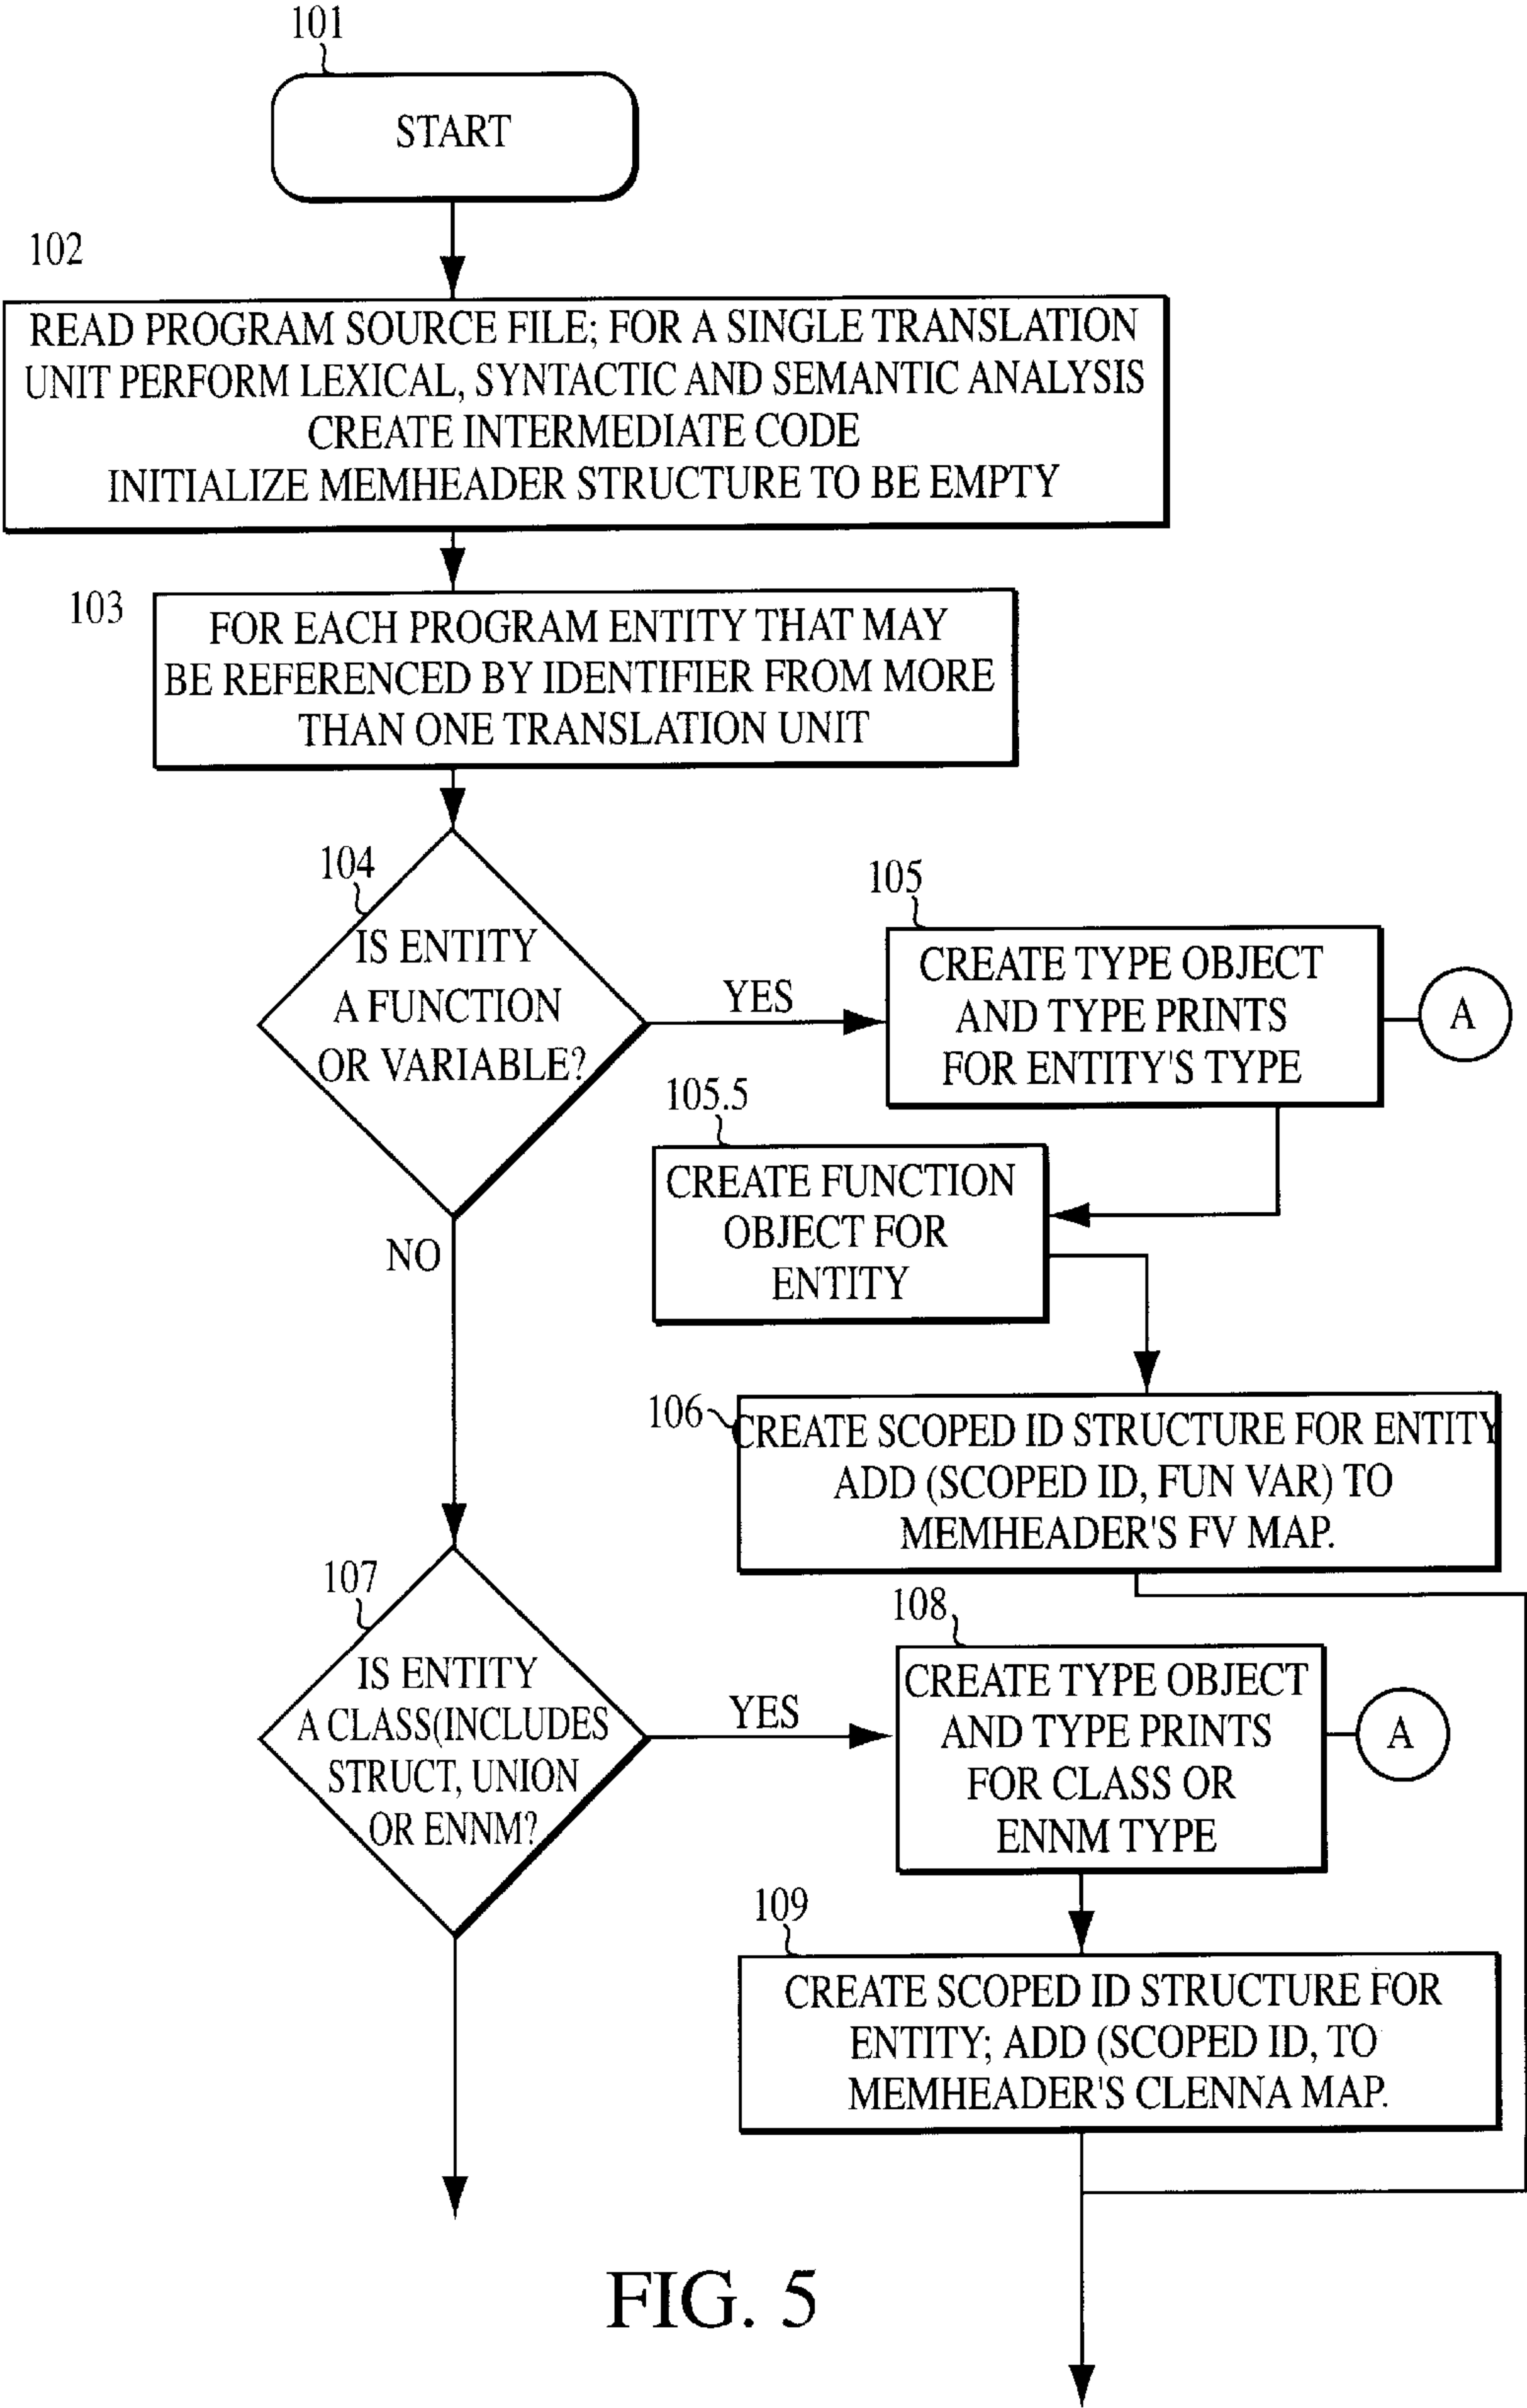 101
START
102
READ PROGRAM SOURCE FILE; FOR A SINGLE TRANSLATION
UNIT PERFORM LEXICAL, SYNTACTIC AND SEMANTIC ANALYSIS
CREATE INTERMEDIATE CODE
INITIALIZE MEMHEADER STRUCTURE TO BE EMPTY
103
FOR EACH PROGRAM ENTITY THAT MAY
BE REFERENCED BY IDENTIFIER FROM MORE
THAN ONE TRANSLATION UNIT
104
IS ENTITY
A FUNCTION
OR VARIABLE?
YES
105
CREATE TYPE OBJECT
AND TYPE PRINTS
FOR ENTITY'S TYPE
A
105.5
CREATE FUNCTION
OBJECT FOR
ENTITY
NO
106
CREATE SCOPED ID STRUCTURE FOR ENTITY
ADD (SCOPED ID, FUN VAR) TO
MEMHEADER'S FV MAP.
107
IS ENTITY
A CLASS(INCLUDES
STRUCT, UNION
OR ENNM?
YES
108
CREATE TYPE OBJECT
AND TYPE PRINTS
FOR CLASS OR
ENNM TYPE
A
109
CREATE SCOPED ID STRUCTURE FOR
ENTITY; ADD (SCOPED ID, TO
MEMHEADER'S CLENNA MAP.
FIG. 5